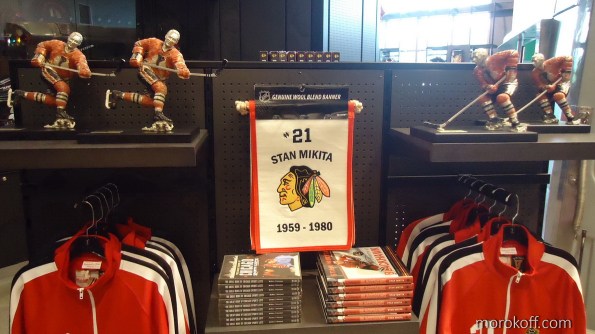 GENUINE WOOL BLEND BANNER
# 21
STAN MIKITA
1959 - 1980
morokoff.com